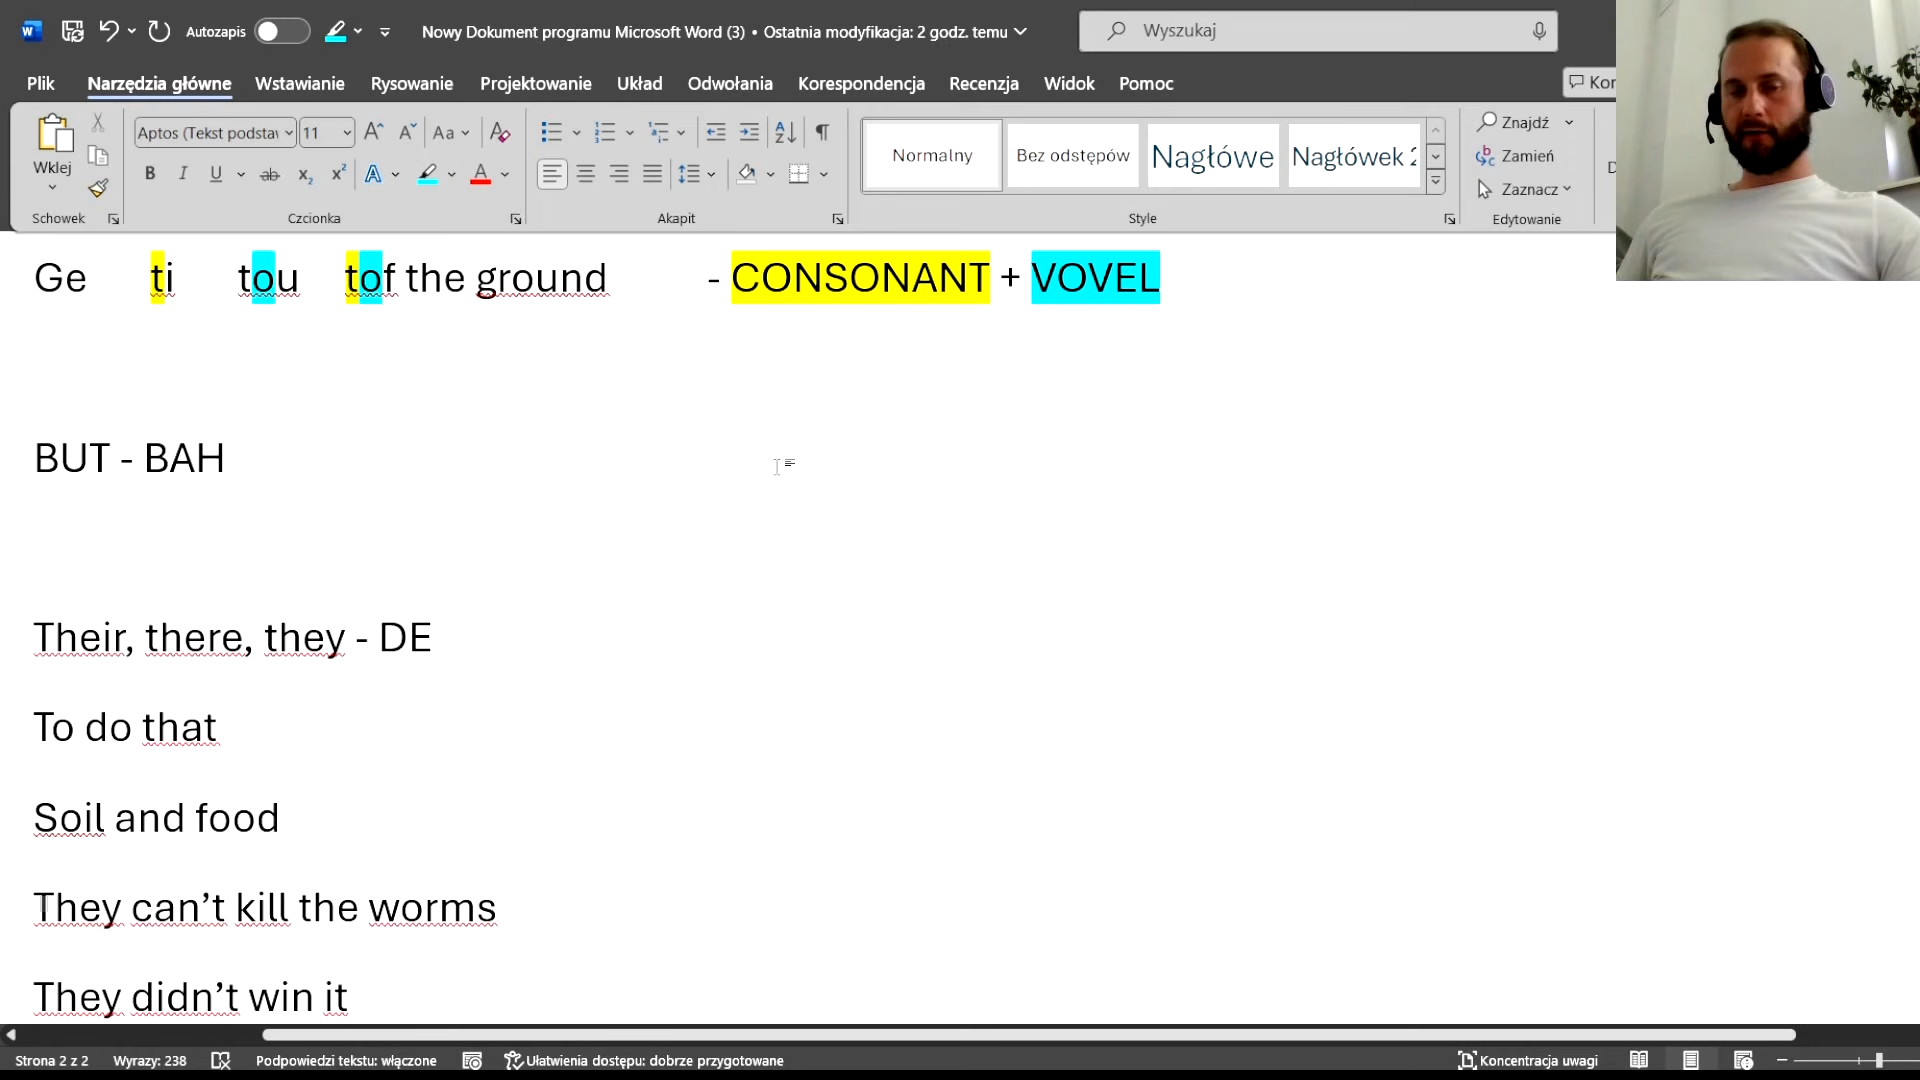 Autozapis Nowy Dokument programu Microsoft Word (3) • Ostatnia modyfikacja: 2 godz. temu Wyszukaj
Plik Narzędzia główne Wstawianie Rysowanie Projektowanie Układ Odwołania Korespondencja Recenzja Widok Pomoc
Wklej
Schowek
Aptos (Tekst podsta 11
Czcionka
Akapit
Normalny Bez odstępów Nagłówe Nagłówek 2
Style
Znajdź
Zamień
Zaznacz
Edytowanie
Ge ti tou tof the ground - CONSONANT + VOVEL
BUT - BAH
Their, there, they - DE
To do that
Soil and food
They can’t kill the worms
They didn’t win it
Strona 2 z 2 Wyrazy: 238 Podpowiedzi tekstu: włączone Ułatwienia dostępu: dobrze przygotowane Koncentracja uwagi